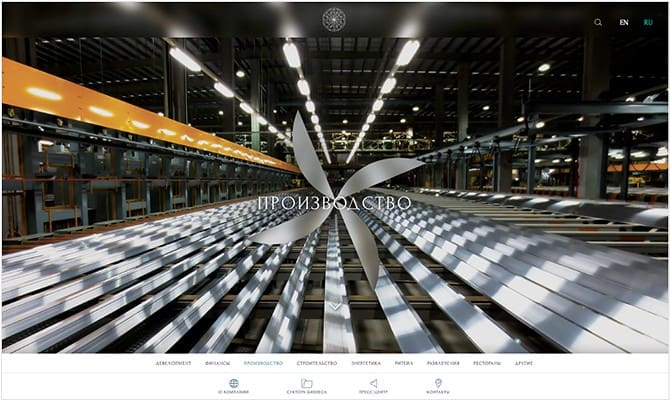 EN RU
ПРОИЗВОДСТВО
ДЕВЕЛОПМЕНТ ФИНАНСЫ ПРОИЗВОДСТВО СТРОИТЕЛЬСТВО ЭНЕРГЕТИКА РИТЕЙЛ РАЗВЛЕЧЕНИЯ РЕСТОРАНЫ ДРУГИЕ
О КОМПАНИИ СЕКТОРА БИЗНЕСА ПРЕСС-ЦЕНТР КОНТАКТЫ